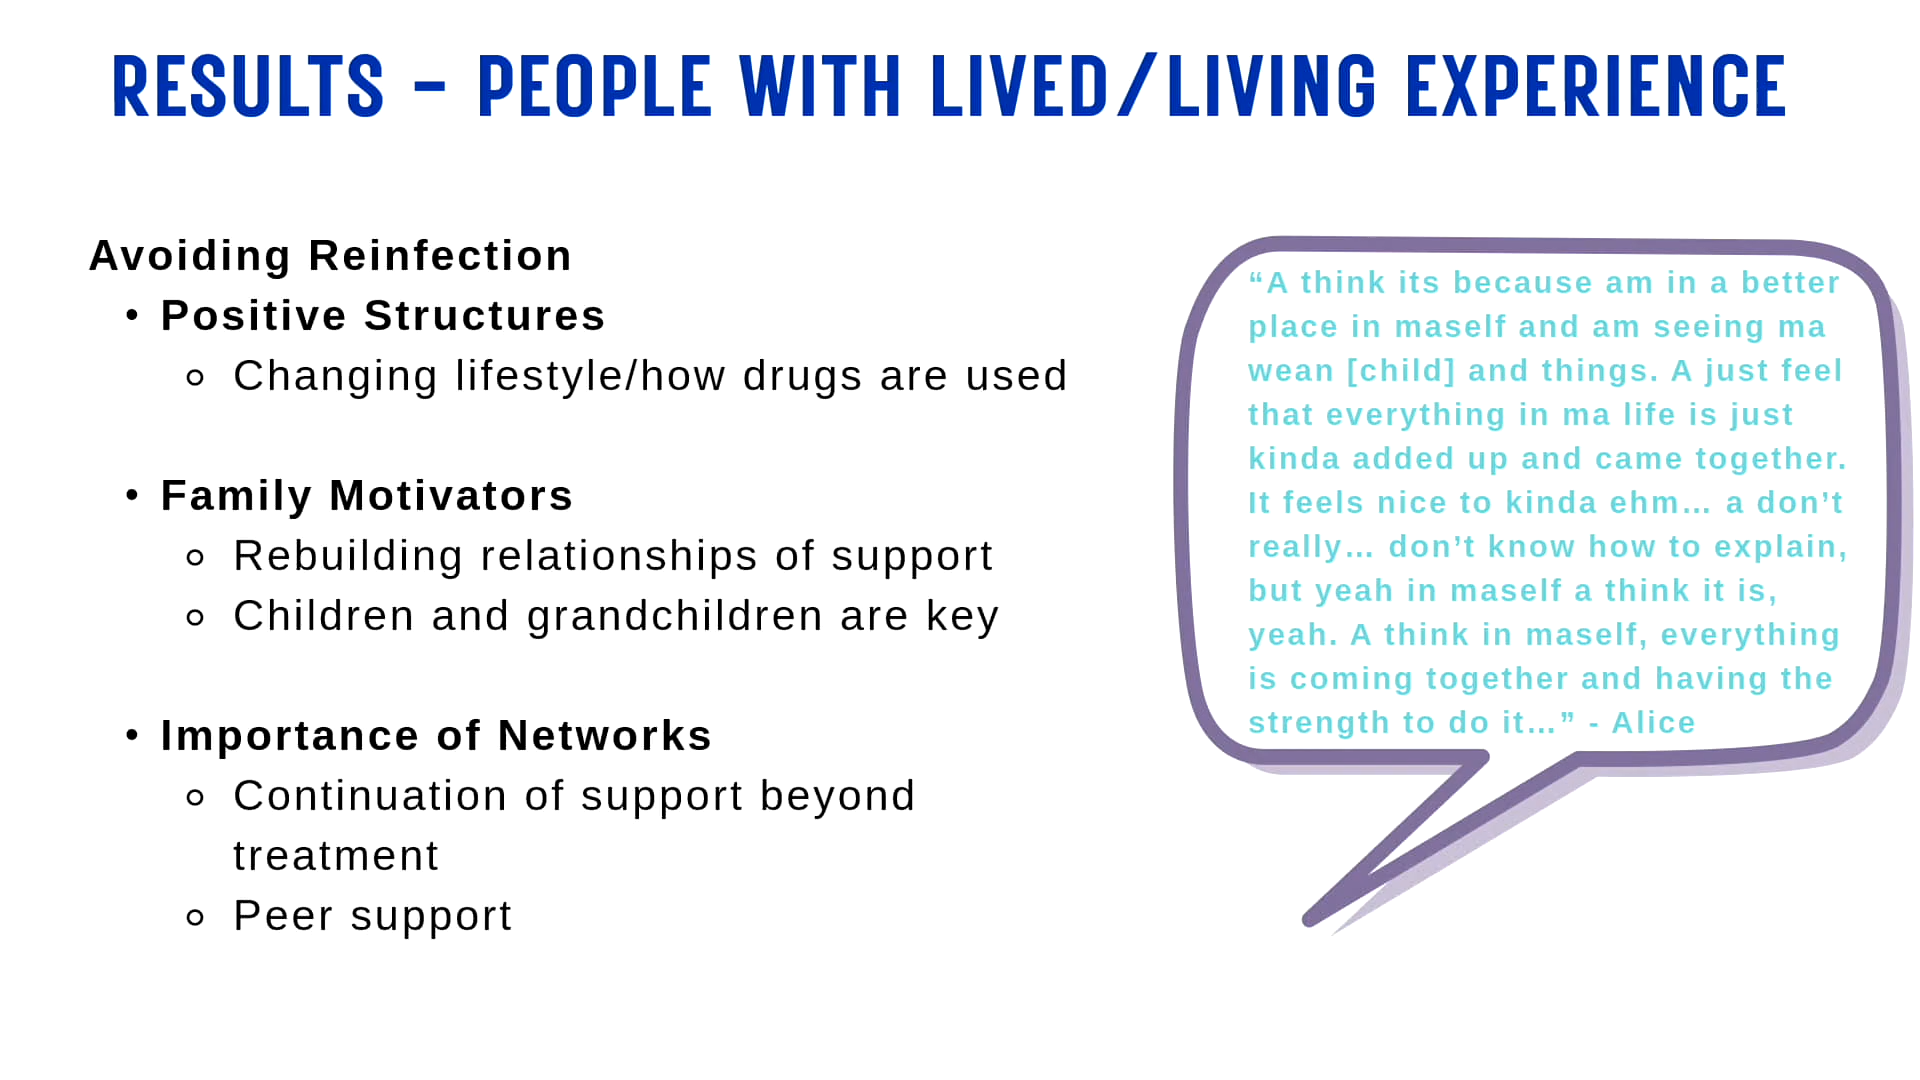 RESULTS - PEOPLE WITH LIVED/LIVING EXPERIENCE
Avoiding Reinfection
• Positive Structures
○ Changing lifestyle/how drugs are used
• Family Motivators
○ Rebuilding relationships of support
○ Children and grandchildren are key
• Importance of Networks
○ Continuation of support beyond
treatment
○ Peer support
“A think its because am in a better
place in maself and am seeing ma
wean [child] and things. A just feel
that everything in ma life is just
kinda added up and came together.
It feels nice to kinda ehm… a don’t
really… don’t know how to explain,
but yeah in maself a think it is,
yeah. A think in maself, everything
is coming together and having the
strength to do it…” - Alice